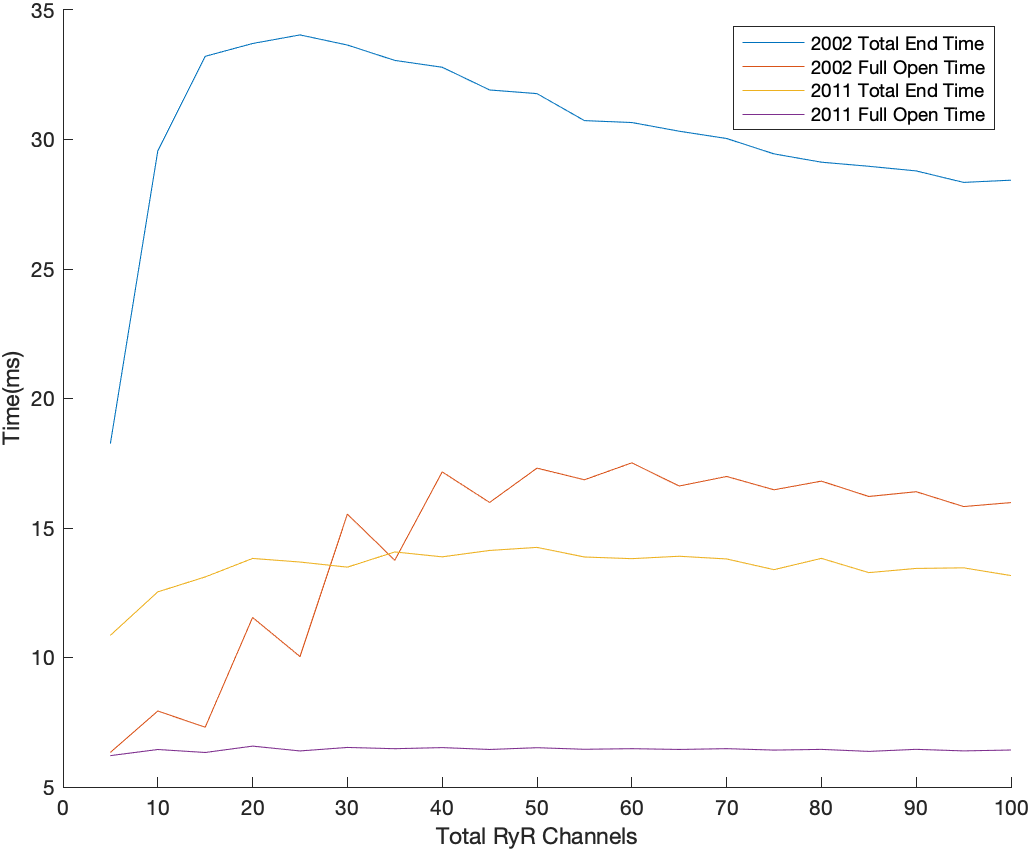 35
30
25
20
15
10
5
Time(ms)
0 10 20 30 40 50 60 70 80 90 100
Total RyR Channels
2002 Total End Time
2002 Full Open Time
2011 Total End Time
2011 Full Open Time